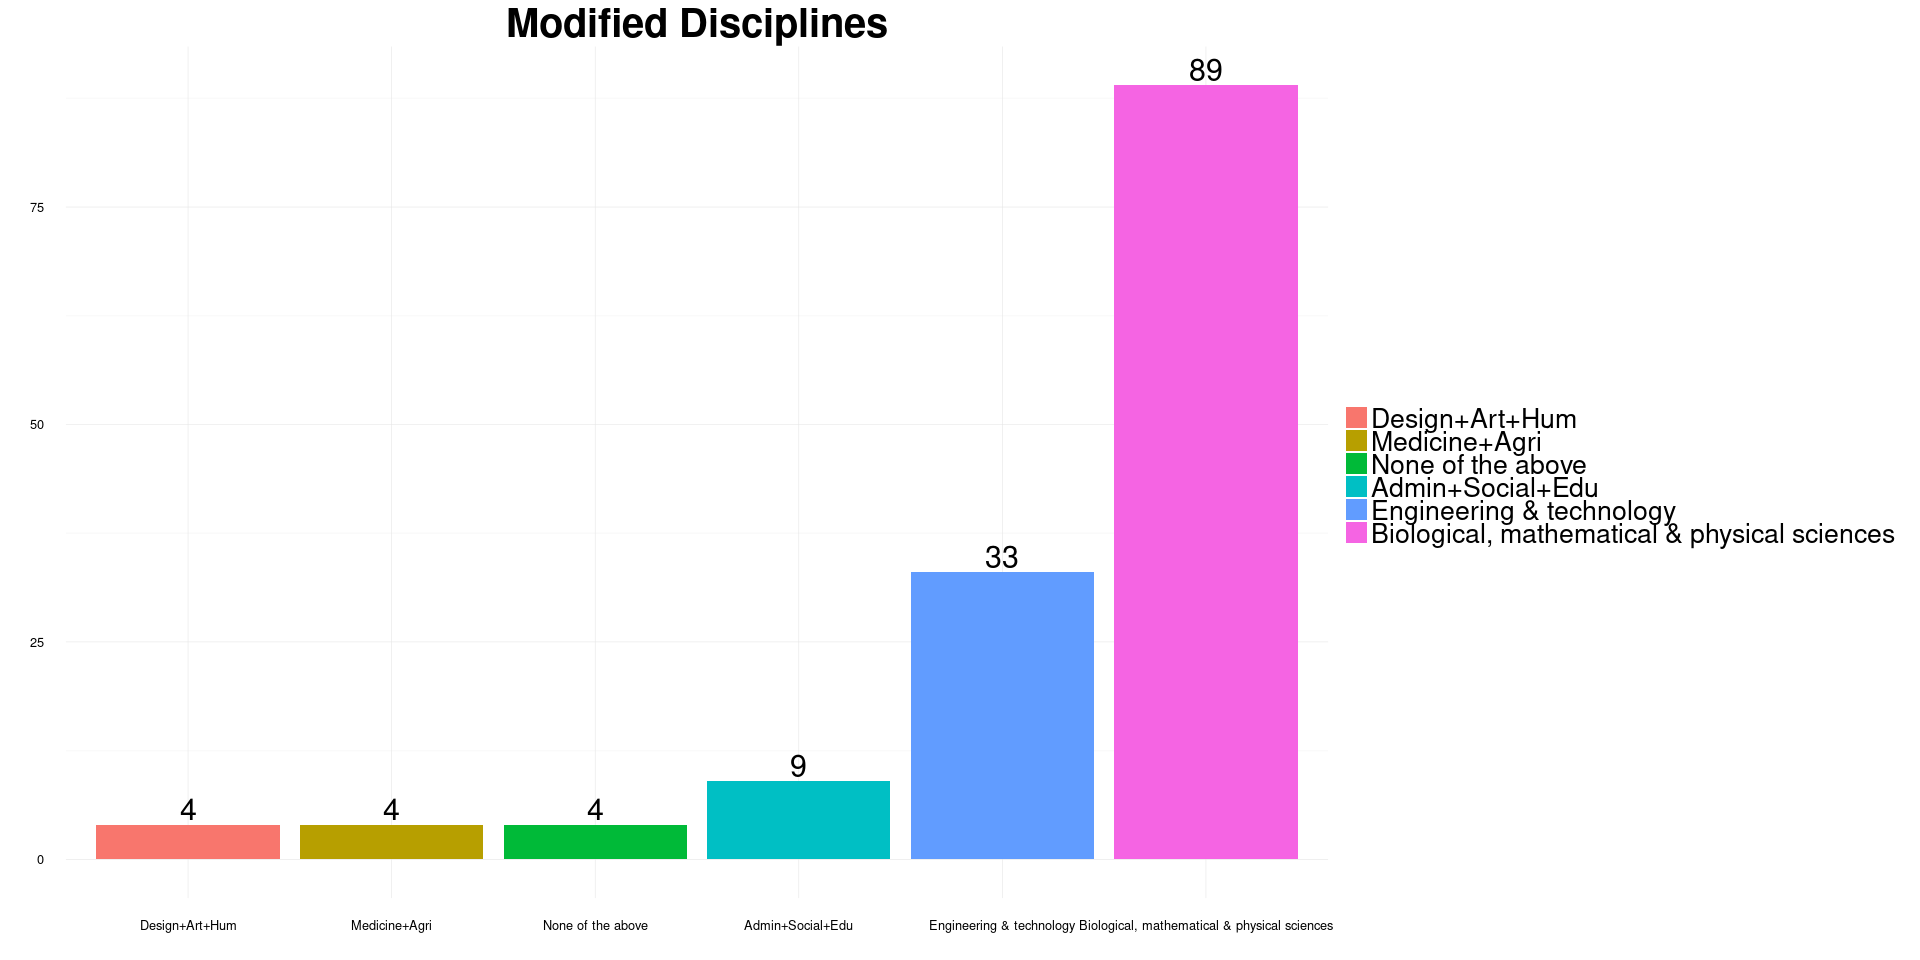 Modified Disciplines
89
75
50
33
25
9
4 4 4
0
Design+Art+Hum Medicine+Agri None of the above Admin+Social+Edu Engineering & technology Biological, mathematical & physical sciences
Design+Art+Hum
Medicine+Agri
None of the above
Admin+Social+Edu
Engineering & technology
Biological, mathematical & physical sciences